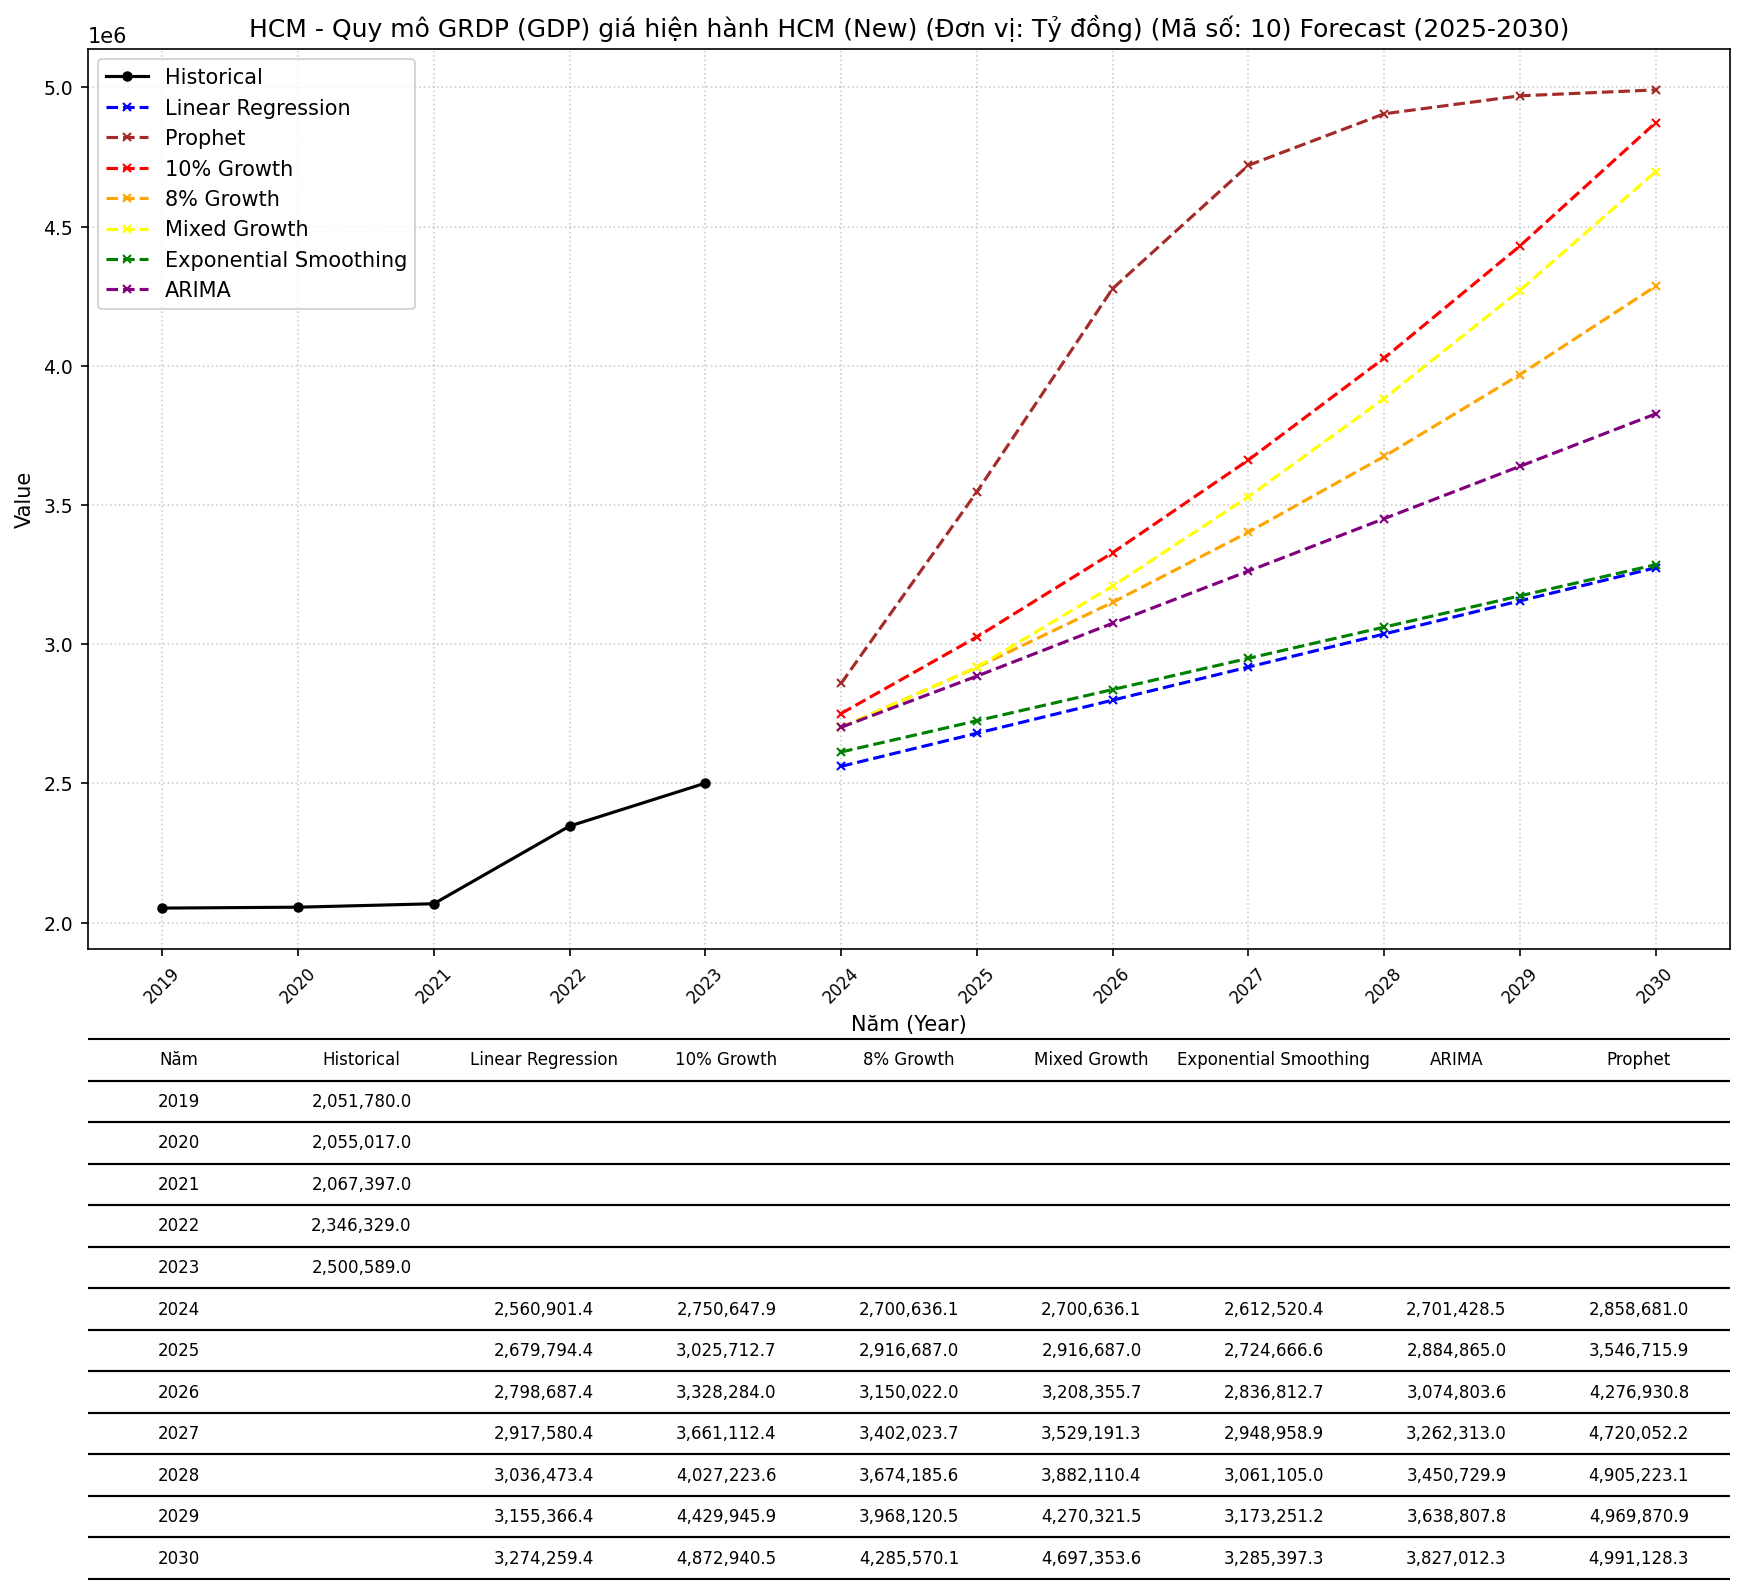 HCM - Quy mô GRDP (GDP) giá hiện hành HCM (New) (Đơn vị: Tỷ đồng) (Mã số: 10) Forecast (2025-2030)
1e6
Historical
Linear Regression
Prophet
10% Growth
8% Growth
Mixed Growth
Exponential Smoothing
ARIMA
5.0
4.5
4.0
3.5
3.0
2.5
2.0
Value
2019 2020 2021 2022 2023 2024 2025 2026 2027 2028 2029 2030
Năm (Year)
Năm Historical Linear Regression 10% Growth 8% Growth Mixed Growth Exponential Smoothing ARIMA Prophet
2019 2,051,780.0
2020 2,055,017.0
2021 2,067,397.0
2022 2,346,329.0
2023 2,500,589.0
2024 2,560,901.4 2,750,647.9 2,700,636.1 2,700,636.1 2,612,520.4 2,701,428.5 2,858,681.0
2025 2,679,794.4 3,025,712.7 2,916,687.0 2,916,687.0 2,724,666.6 2,884,865.0 3,546,715.9
2026 2,798,687.4 3,328,284.0 3,150,022.0 3,208,355.7 2,836,812.7 3,074,803.6 4,276,930.8
2027 2,917,580.4 3,661,112.4 3,402,023.7 3,529,191.3 2,948,958.9 3,262,313.0 4,720,052.2
2028 3,036,473.4 4,027,223.6 3,674,185.6 3,882,110.4 3,061,105.0 3,450,729.9 4,905,223.1
2029 3,155,366.4 4,429,945.9 3,968,120.5 4,270,321.5 3,173,251.2 3,638,807.8 4,969,870.9
2030 3,274,259.4 4,872,940.5 4,285,570.1 4,697,353.6 3,285,397.3 3,827,012.3 4,991,128.3